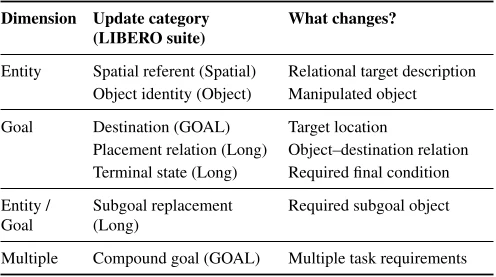 Dimension Update category What changes?
(LIBERO suite)
Entity Spatial referent (Spatial) Relational target description
Object identity (Object) Manipulated object
Goal Destination (GOAL) Target location
Placement relation (Long) Object–destination relation
Terminal state (Long) Required final condition
Entity / Subgoal replacement Required subgoal object
Goal (Long)
Multiple Compound goal (GOAL) Multiple task requirements